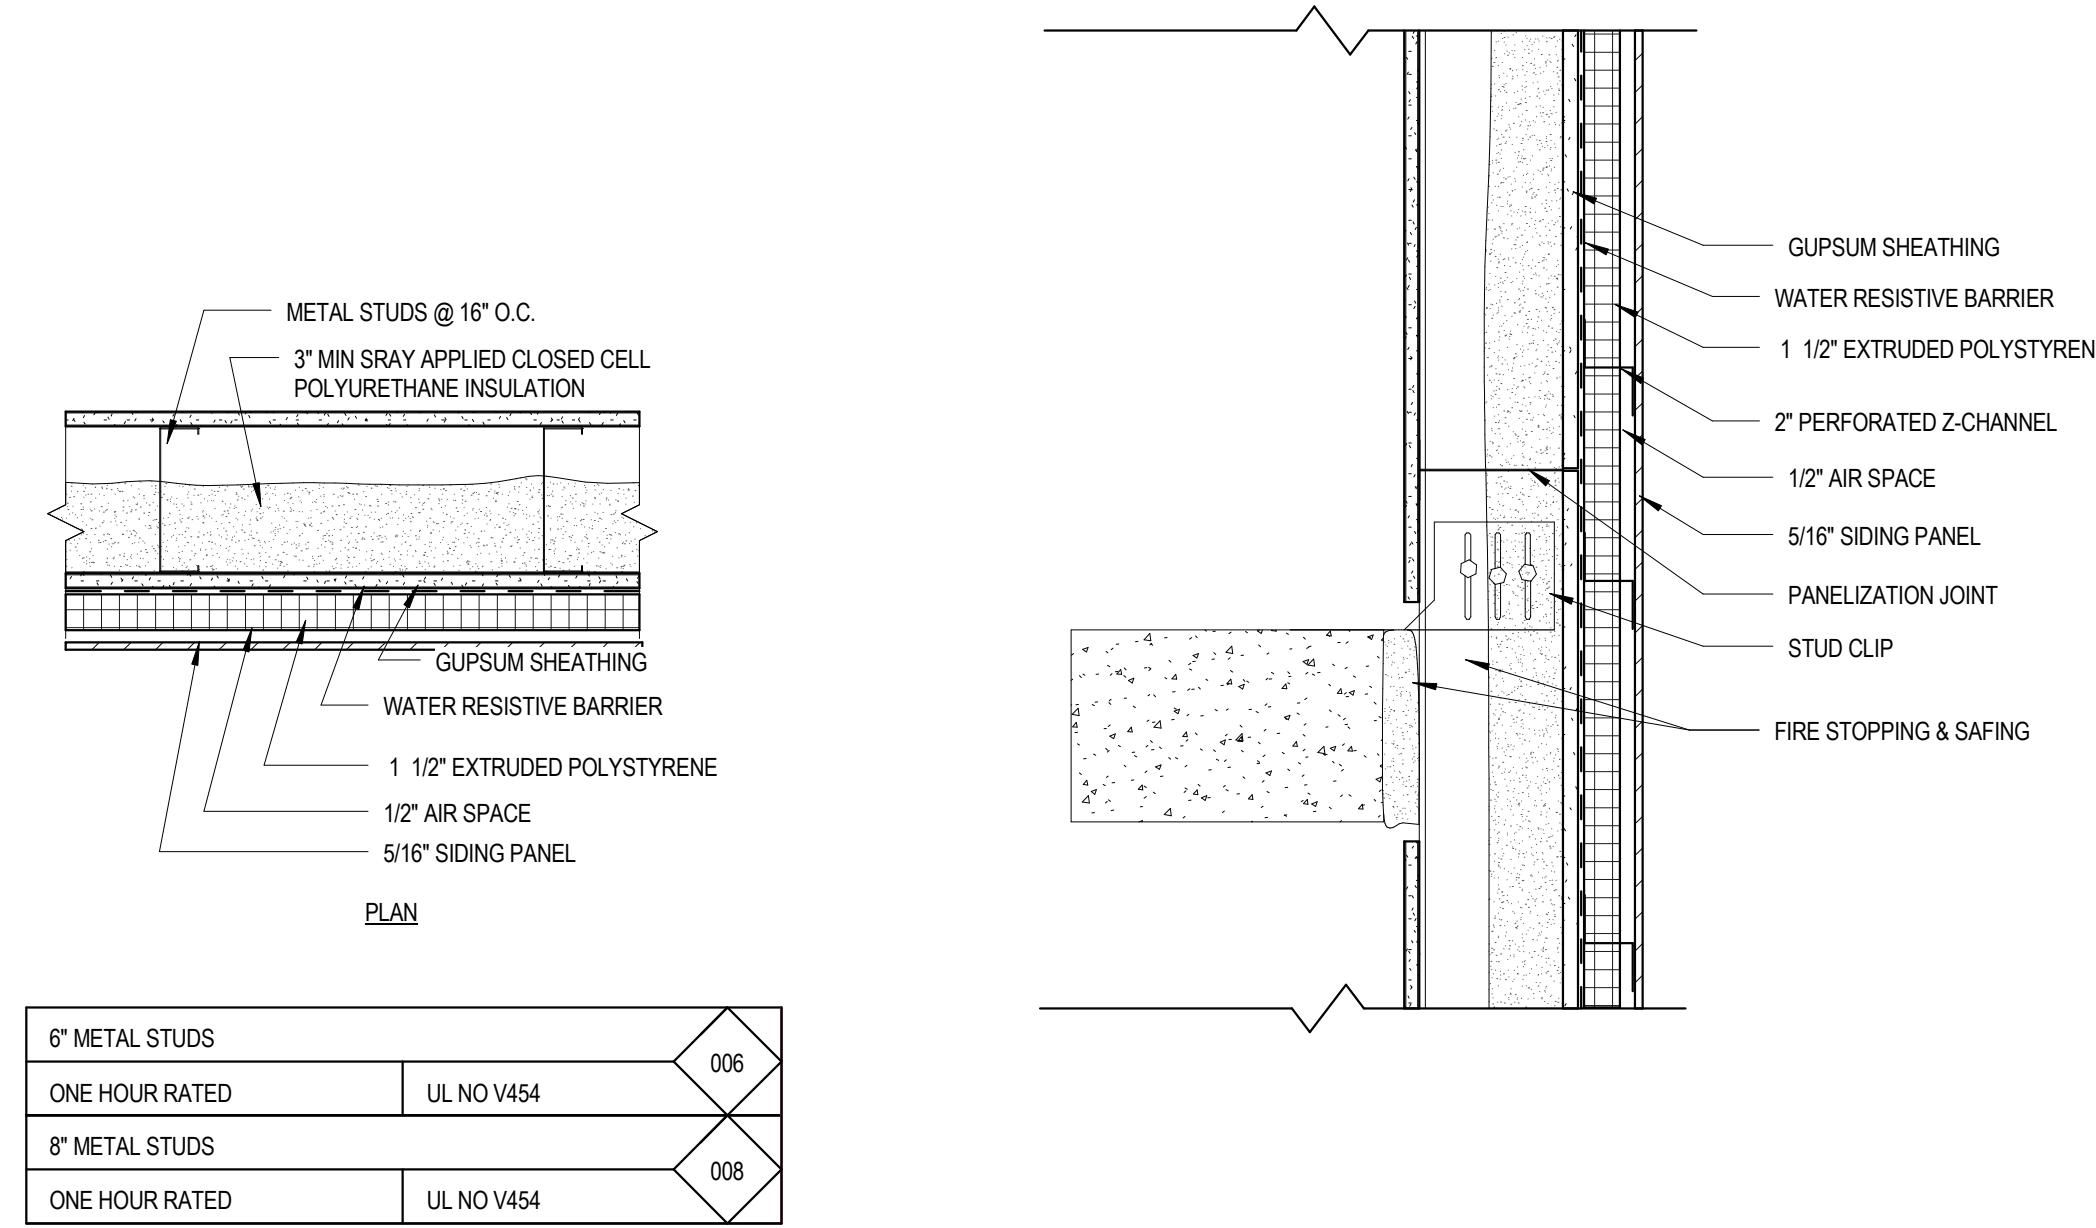 METAL STUDS @ 16" O.C.
3" MIN SRAY APPLIED CLOSED CELL
POLYURETHANE INSULATION
GUPSUM SHEATHING
WATER RESISTIVE BARRIER
1 1/2" EXTRUDED POLYSTYRENE
1/2" AIR SPACE
5/16" SIDING PANEL
PLAN
6" METAL STUDS
006
ONE HOUR RATED
UL NO V454
8" METAL STUDS
008
ONE HOUR RATED
UL NO V454
GUPSUM SHEATHING
WATER RESISTIVE BARRIER
1 1/2" EXTRUDED POLYSTYREN
2" PERFORATED Z-CHANNEL
1/2" AIR SPACE
5/16" SIDING PANEL
PANELIZATION JOINT
STUD CLIP
FIRE STOPPING & SAFING